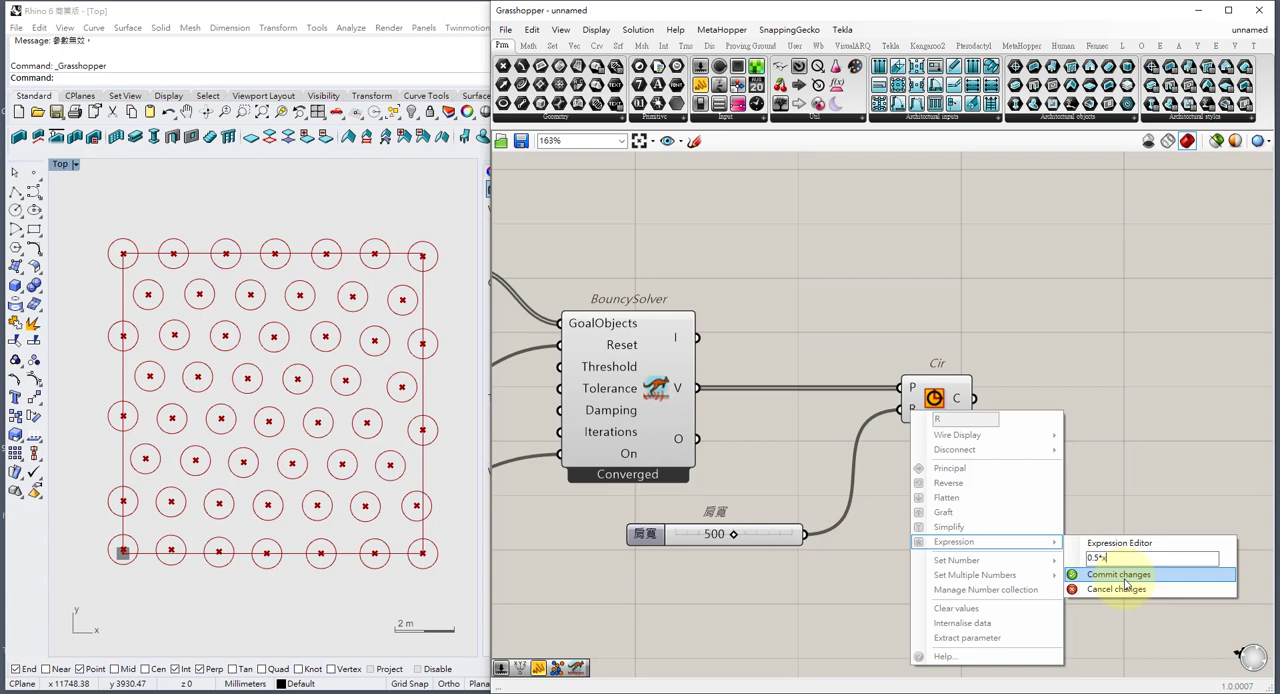 Rhino 6 商業版 - [Top]
File Edit View Curve Surface Solid Mesh Dimension Transform Tools Analyze Render Panels Twinmotion
Message: 參數無效。
Command: _Grasshopper
Command:
Standard CPlanes Set View Display Select Viewport Layout Visibility Transform Curve Tools Surface
Top
y
x
2 m
End Near Point Mid Cen Int Perp Tan Quad Knot Vertex Project Disable
CPlane x 11748.38 y 3930.47 z 0 Millimeters Default Grid Snap Ortho Plana
Grasshopper - unnamed
File Edit View Display Solution Help MetaHopper SnappingGecko Tekla unnamed
Prm Math Set Vec Crv Srf Msh Int Trns Dis Proving Ground User Wb VisualARQ Tekla Kangaroo2 Pterodactyl MetaHopper Human Fennec L O E A Y E V T
Geometry Primitive Input Util Architectural inputs Architectural objects Architectural styles
163%
BouncySolver
GoalObjects
Reset
Threshold
Tolerance
Damping
Iterations
On
I
V
O
Converged
Cir
P
R
C
肩寬
肩寬 500
R
Wire Display
Disconnect
Principal
Reverse
Flatten
Graft
Simplify
Expression
Set Number
Set Multiple Numbers
Manage Number collection
Clear values
Internalise data
Extract parameter
Help...
Expression Editor
0.5*x
Commit changes
Cancel changes
...
1.0.0007